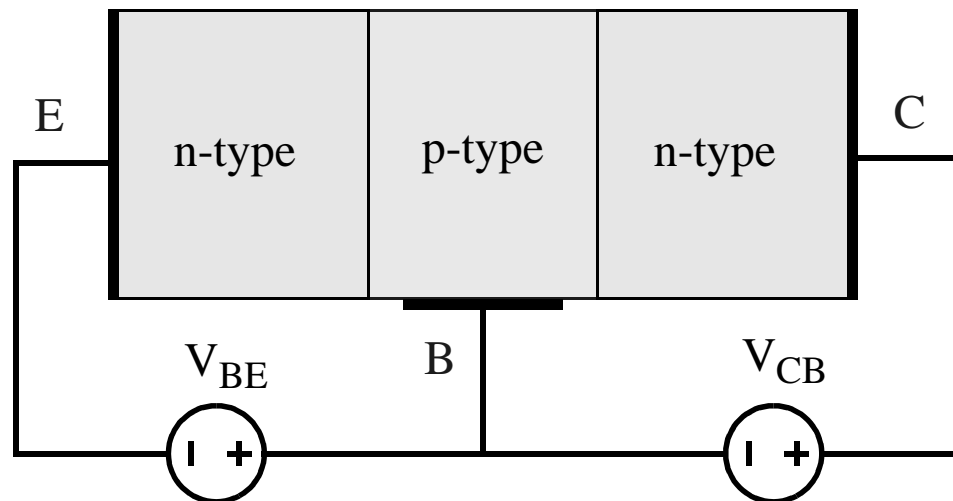 E
n-type
p-type
n-type
C
V_BE
B
V_CB
- +
- +